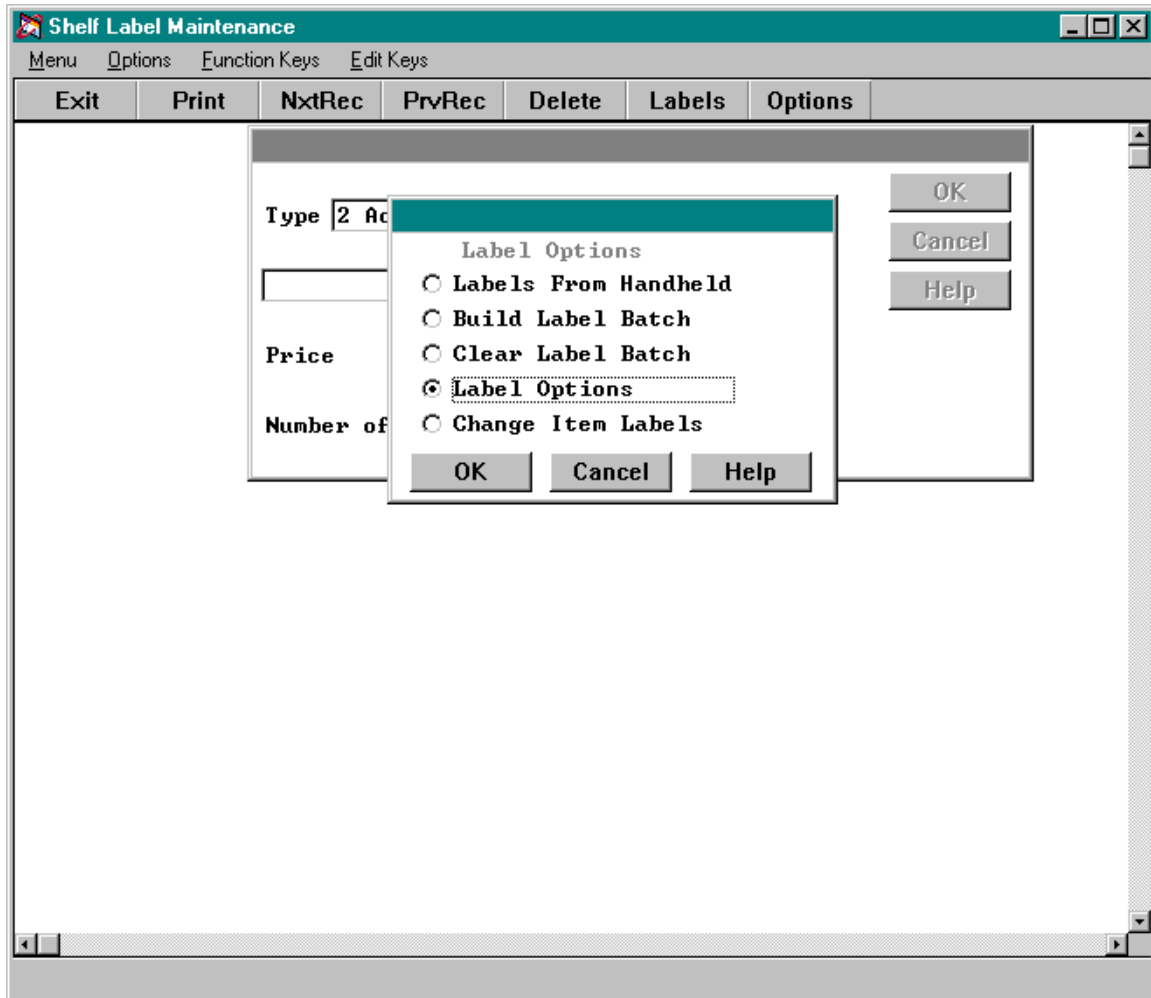 Shelf Label Maintenance
Menu Options Function Keys Edit Keys
Exit Print NxtRec PrvRec Delete Labels Options
Type 2 Ac
Price
Number of
OK
Cancel
Help
Label Options
Labels From Handheld
Build Label Batch
Clear Label Batch
Label Options
Change Item Labels
OK Cancel Help